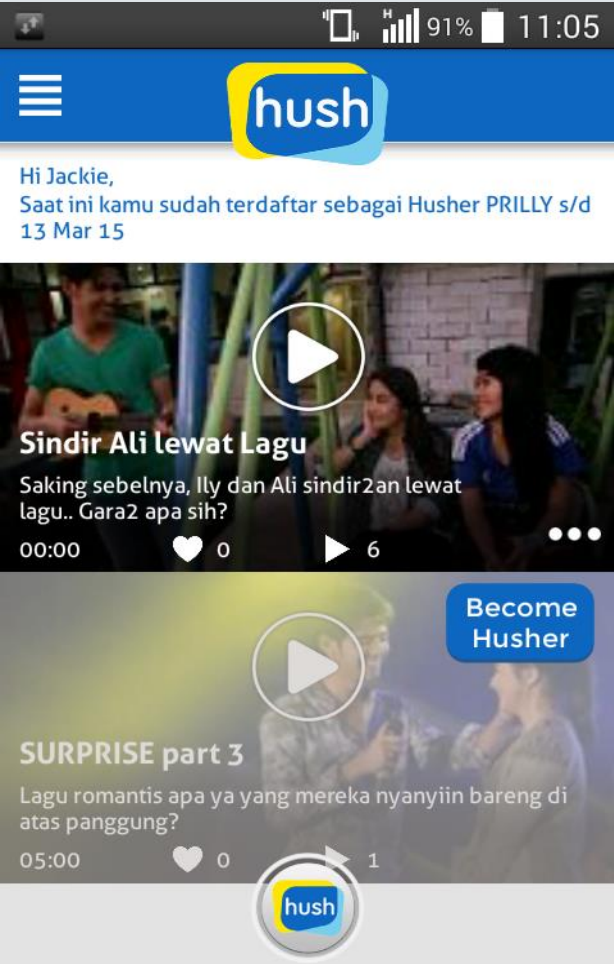 H 91% 11:05
hush
Hi Jackie,
Saat ini kamu sudah terdaftar sebagai Husher PRILLY s/d
13 Mar 15
Sindir Ali lewat Lagu
Saking sebelnya, Ily dan Ali sindir2an lewat
lagu.. Gara2 apa sih?
00:00 0 6
Become
Husher
SURPRISE part 3
Lagu romantis apa ya yang mereka nyanyiin bareng di
atas panggung?
05:00 0 1
hush